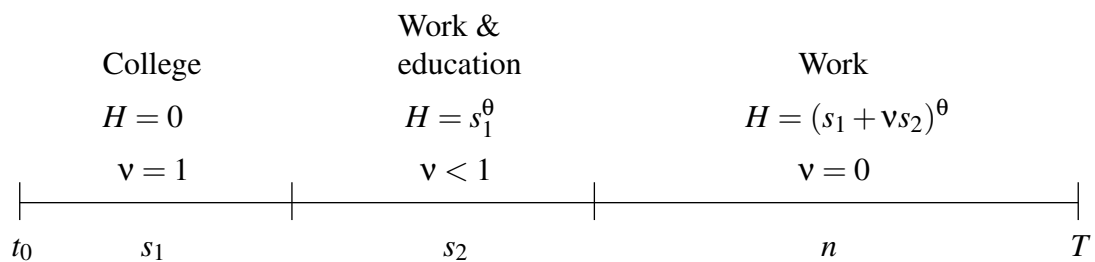 Work &
College education Work
H = 0 H = s₁^θ H = (s₁ + νs₂)^θ
ν = 1 ν < 1 ν = 0
t₀ s₁ s₂ n T